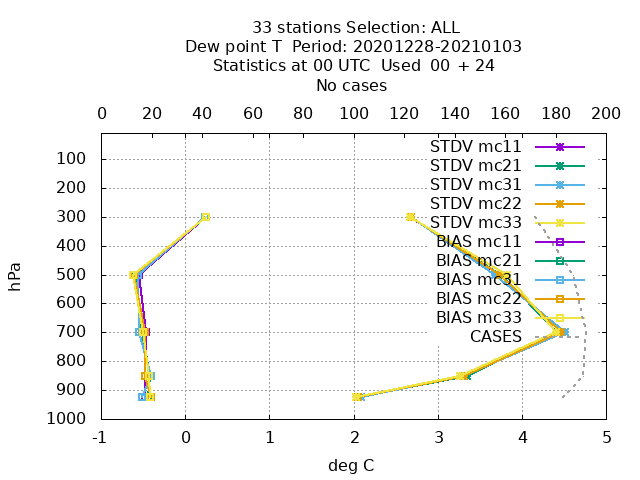 33 stations Selection: ALL
Dew point T  Period: 20201228-20210103
Statistics at 00 UTC  Used  00 + 24
No cases
0 20 40 60 80 100 120 140 160 180 200
STDV mc11
STDV mc21
STDV mc31
STDV mc22
STDV mc33
BIAS mc11
BIAS mc21
BIAS mc31
BIAS mc22
BIAS mc33
CASES
hPa
100
200
300
400
500
600
700
800
900
1000
-1 0 1 2 3 4 5
deg C